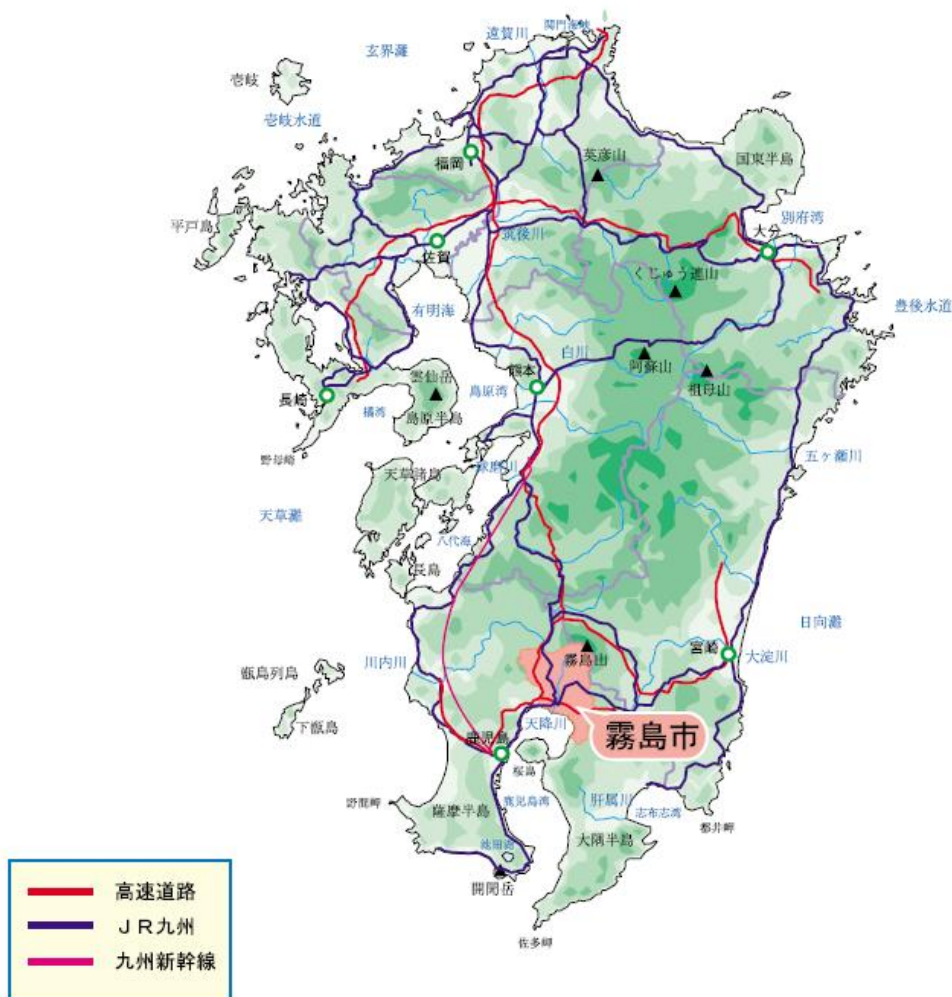 関門海峡
遠賀川
玄界灘
壱岐
壱岐水道
福岡
英彦山
国東半島
平戸島
別府湾
大分
筑後川
佐賀
くじゅう連山
有明海
豊後水道
白川
阿蘇山
祖母山
熊本
島原湾
雲仙岳
長崎
橘湾
島原半島
野母崎
五ヶ瀬川
球磨川
天草諸島
天草灘
八代海
長島
日向灘
宮崎
大淀川
霧島山
川内川
甑島列島
下甑島
天降川
霧島市
鹿児島
桜島
野間岬
薩摩半島
鹿児島湾
肝属川
志布志湾
都井岬
大隅半島
池田湖
開聞岳
佐多岬
高速道路
ＪＲ九州
九州新幹線